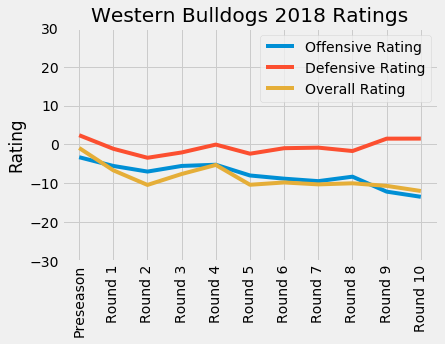 Western Bulldogs 2018 Ratings
Offensive Rating
Defensive Rating
Overall Rating
Rating
30
20
10
0
−10
−20
−30
Preseason
Round 1
Round 2
Round 3
Round 4
Round 5
Round 6
Round 7
Round 8
Round 9
Round 10